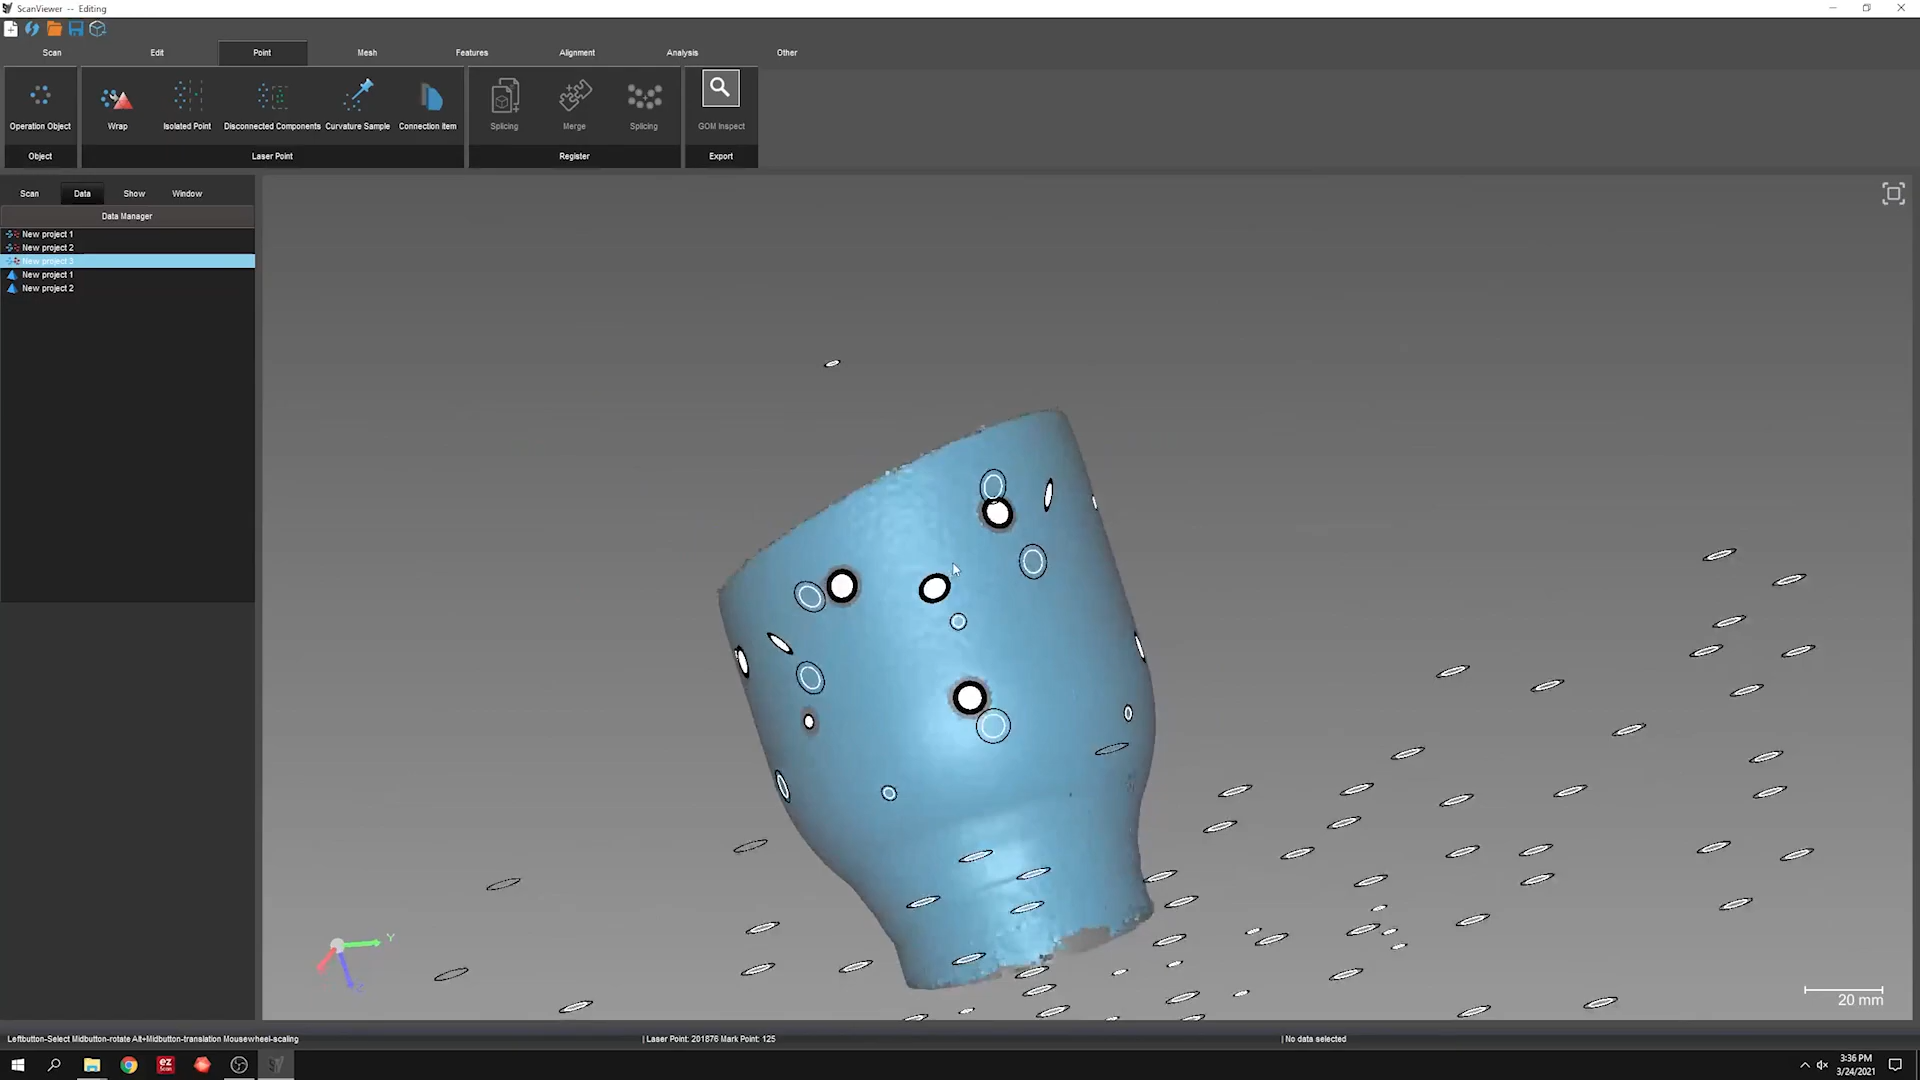 ScanViewer -- Editing
Scan Edit Point Mesh Features Alignment Analysis Other
Operation Object Wrap Isolated Point Disconnected Components Curvature Sample Connection item Splicing Merge Splicing GOM Inspect
Object Laser Point Register Export
Scan Data Show Window
Data Manager
New project 1
New project 2
New project 3
New project 1
New project 2
Y
Z
20 mm
Leftbutton-Select Midbutton-rotate Alt+Midbutton-translation Mousewheel-scaling | Laser Point: 201876 Mark Point: 125 | No data selected
ez Scan
3:36 PM
3/24/2021